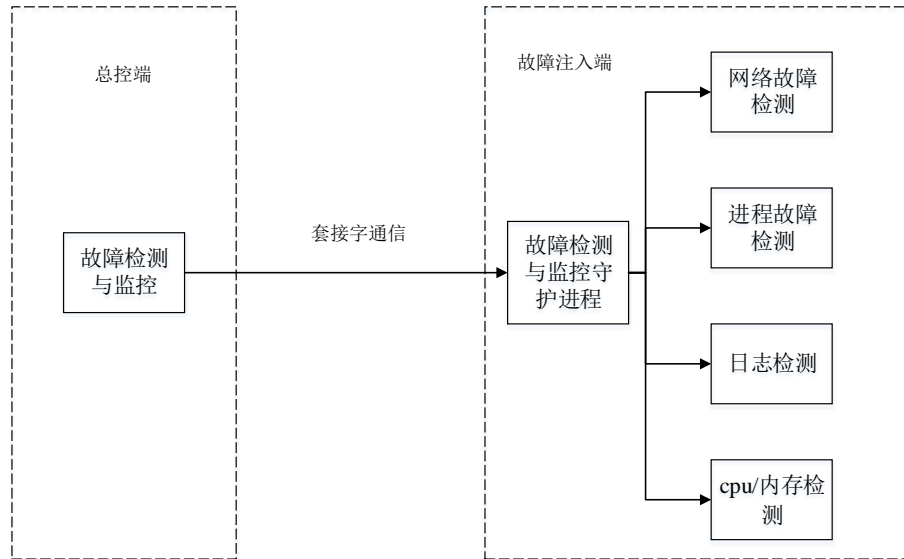 总控端
故障注入端
网络故障
检测
进程故障
检测
套接字通信
故障检测
与监控
故障检测
与监控守
护进程
日志检测
cpu/内存检
测